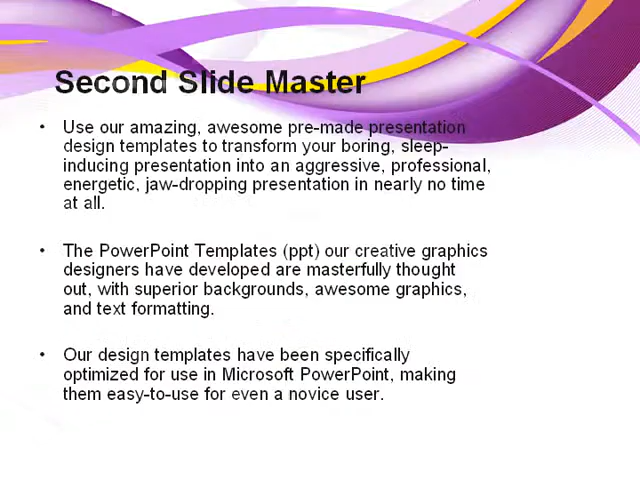 Second Slide Master
• Use our amazing, awesome pre-made presentation
design templates to transform your boring, sleep-
inducing presentation into an aggressive, professional,
energetic, jaw-dropping presentation in nearly no time
at all.
• The PowerPoint Templates (ppt) our creative graphics
designers have developed are masterfully thought
out, with superior backgrounds, awesome graphics,
and text formatting.
• Our design templates have been specifically
optimized for use in Microsoft PowerPoint, making
them easy-to-use for even a novice user.